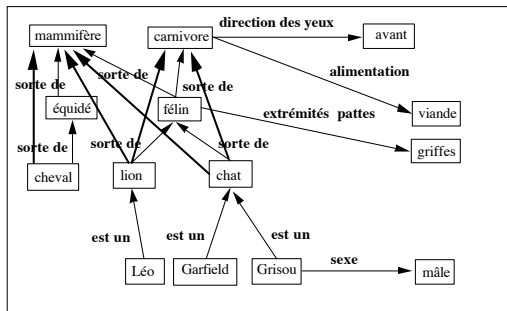 direction des yeux
mammifère carnivore avant
sorte de alimentation
sorte de sorte de
équidé félin extrémités pattes viande
sorte de sorte de sorte de griffes
cheval lion chat
est un est un est un
Léo Garfield Grisou sexe mâle